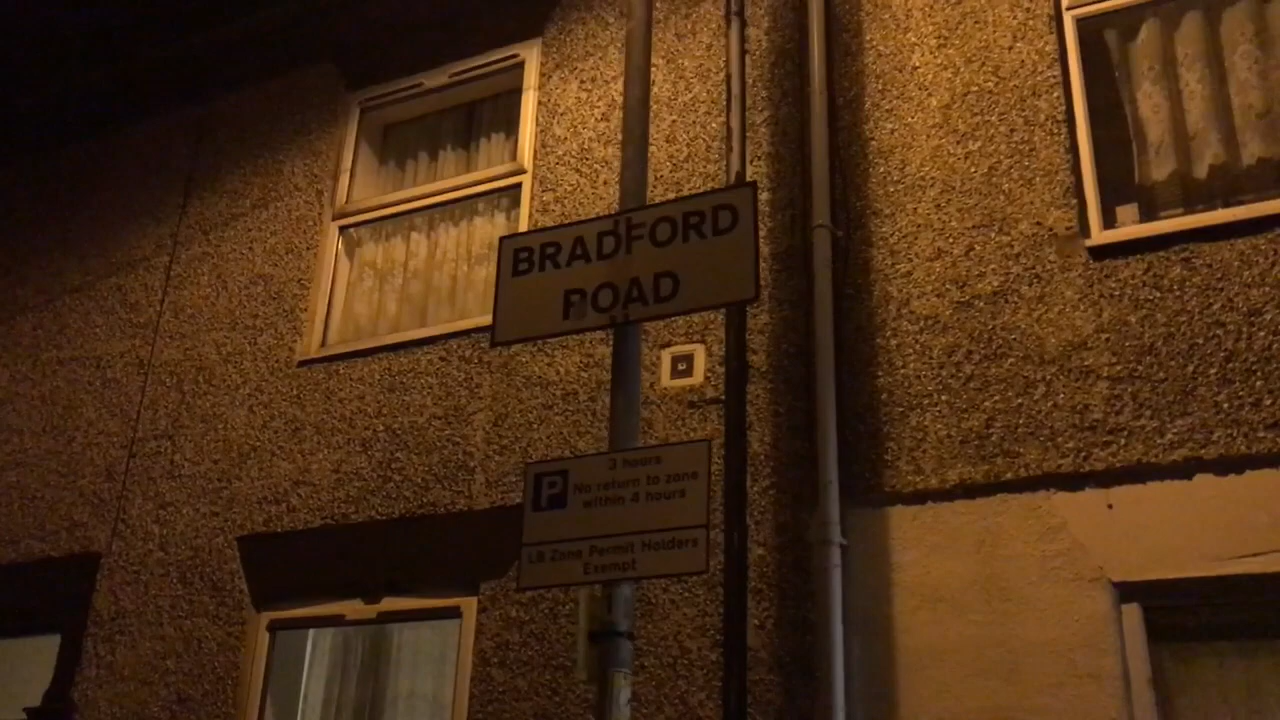 BRADFORD
ROAD
3 hours
P No return to zone
within 4 hours
LB Zone Permit Holders
Exempt